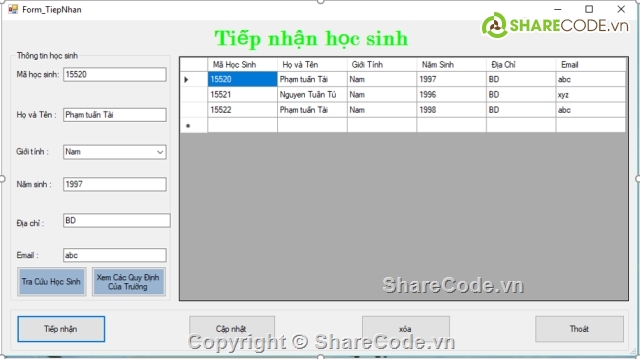 Form_TiepNhan
SHARECODE.vn
Tiếp nhận học sinh
Thông tin học sinh
Mã học sinh: 15520
Họ và Tên : Phạm tuấn Tài
Giới tính : Nam
Năm sinh : 1997
Địa chỉ : BD
Email : abc
Tra Cứu Học Sinh
Xem Các Quy Định
Của Trường
Mã Học Sinh Họ và Tên Giới Tính Năm Sinh Địa Chỉ Email
15520 Phạm tuấn Tài Nam 1997 BD abc
15521 Nguyen Tuấn Tú Nam 1996 BD xyz
15522 Phạm tuấn Tài Nam 1998 BD abc
ShareCode.vn
Tiếp nhận
Cập nhật
xóa
Thoát
Copyright © ShareCode.vn